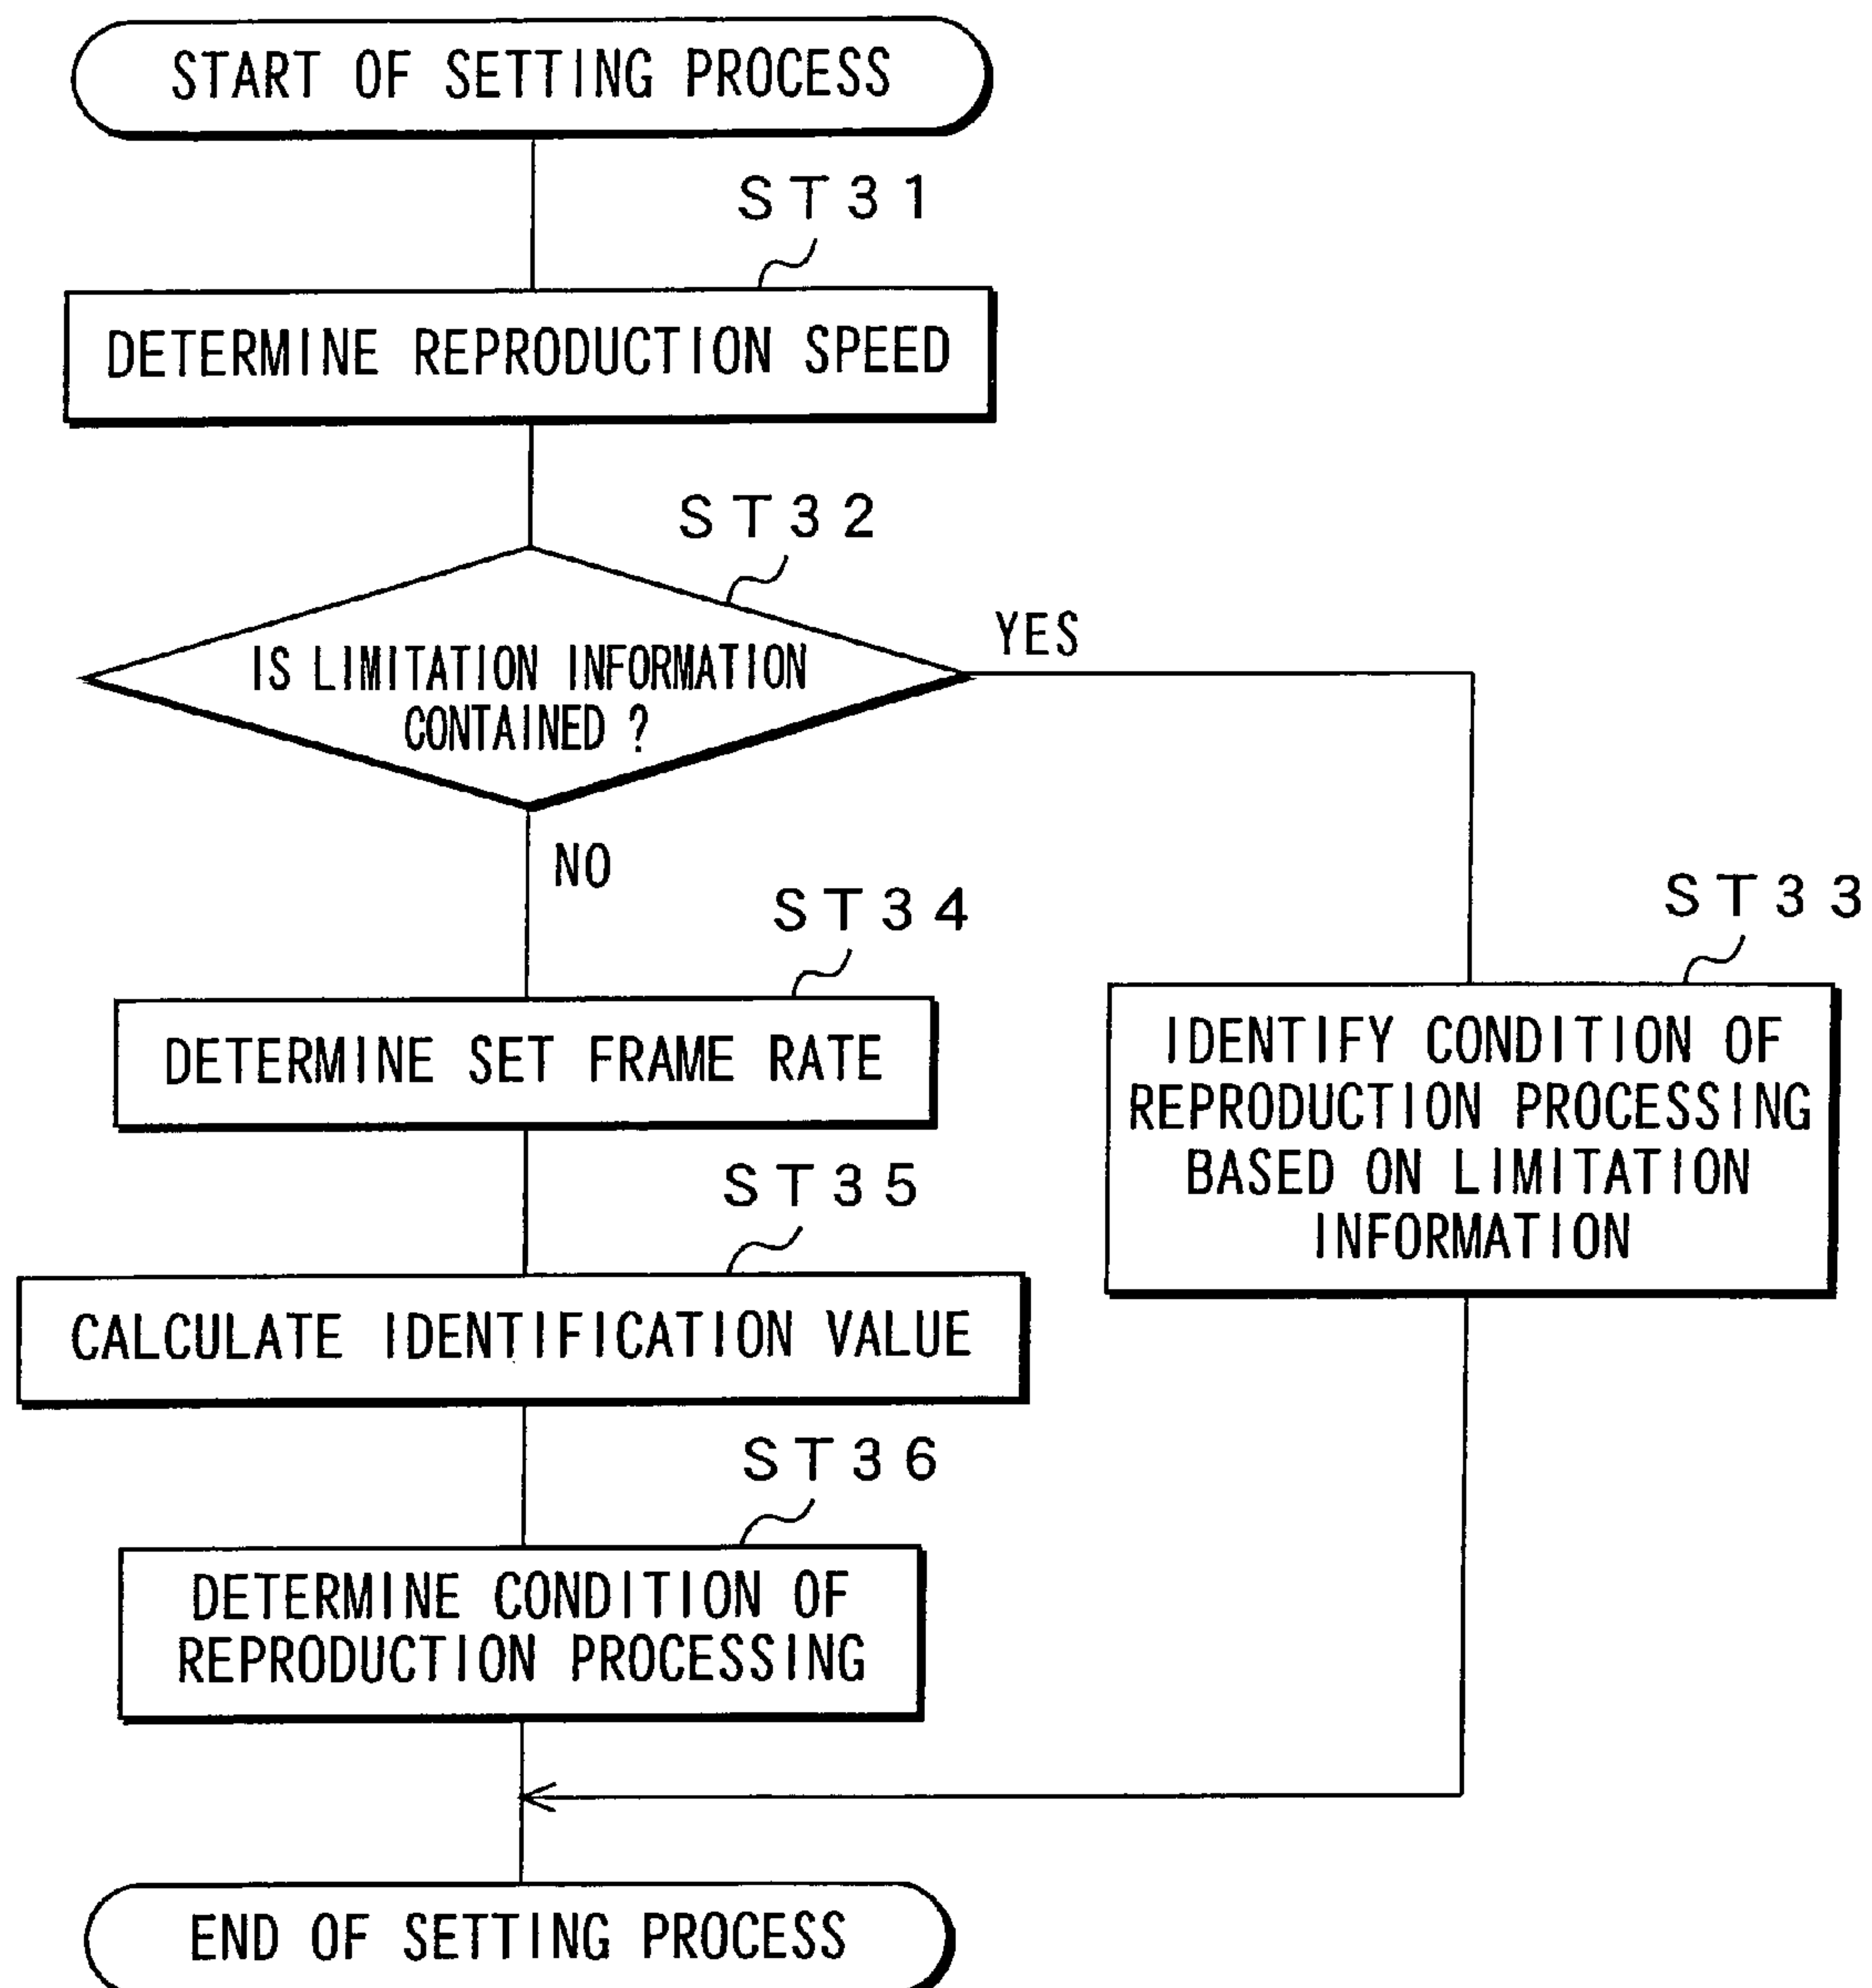 START OF SETTING PROCESS
ST31
DETERMINE REPRODUCTION SPEED
ST32
IS LIMITATION INFORMATION
CONTAINED ?
YES
NO
ST34
DETERMINE SET FRAME RATE
ST33
IDENTIFY CONDITION OF
REPRODUCTION PROCESSING
BASED ON LIMITATION
INFORMATION
ST35
CALCULATE IDENTIFICATION VALUE
ST36
DETERMINE CONDITION OF
REPRODUCTION PROCESSING
END OF SETTING PROCESS